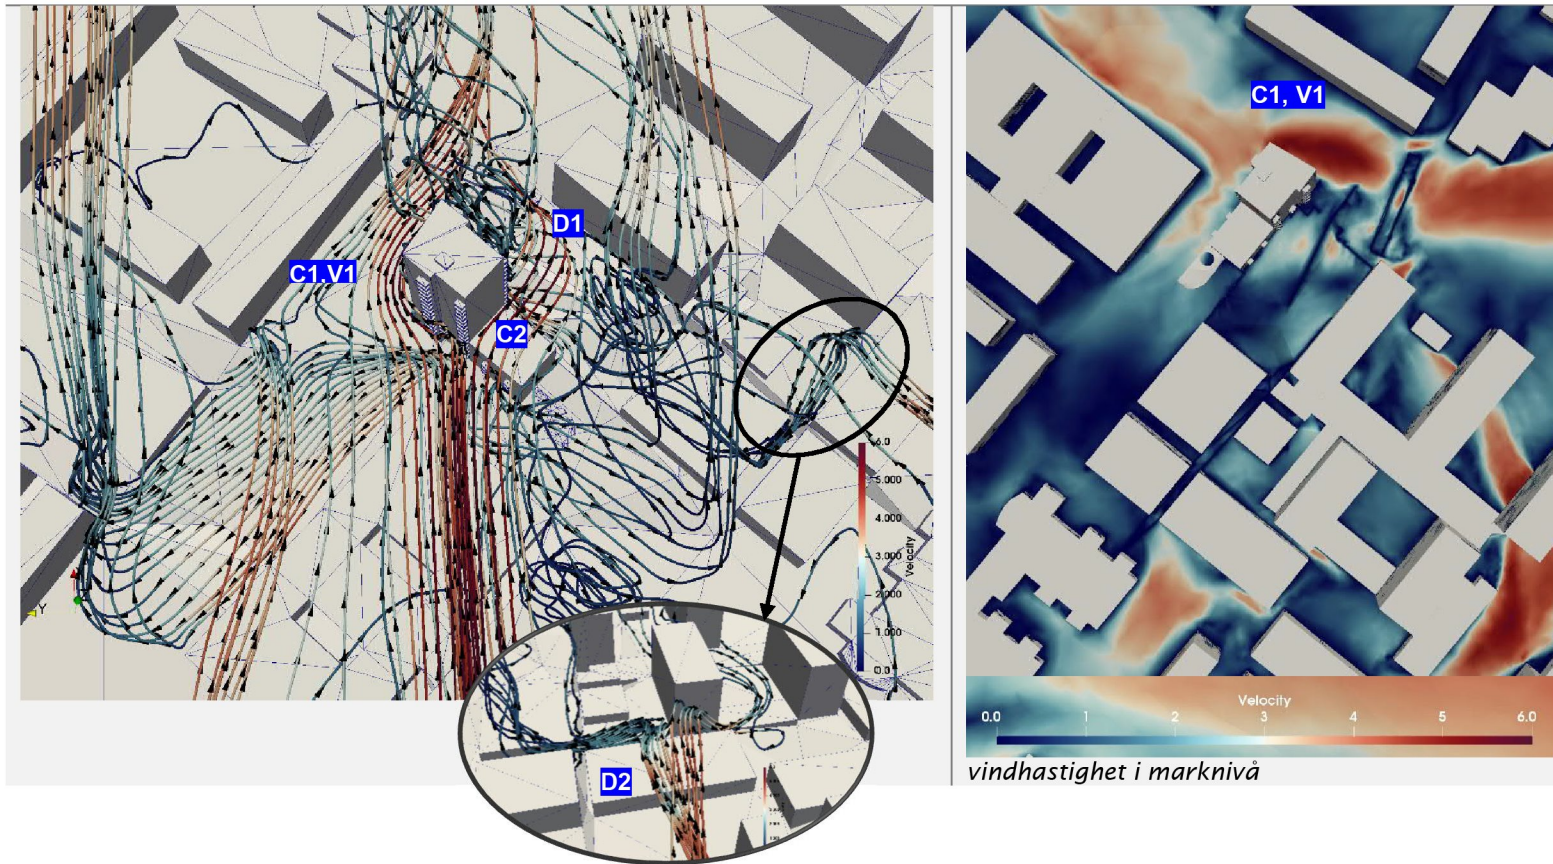 D1
C1,V1
C2
6.0
5.000
4.000
3.000
2.000
1.000
0.0
Velocity
Y
D2
C1, V1
Velocity
0.0 1 2 3 4 5 6.0
vindhastighet i marknivå